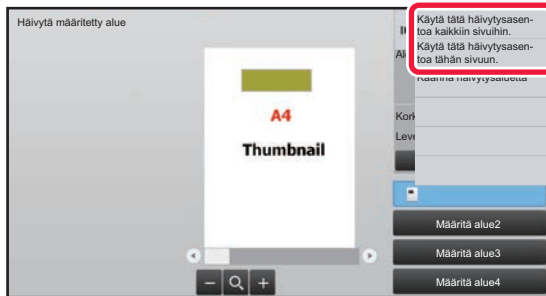 Häivytä määritetty alue
Käytä tätä häivytysasen-
toa kaikkiin sivuihin.
Käytä tätä häivytysasen-
toa tähän sivuun.
Käännä häivytysaluetta
A4
Thumbnail
Kork
Leve
Määritä alue2
Määritä alue3
Määritä alue4